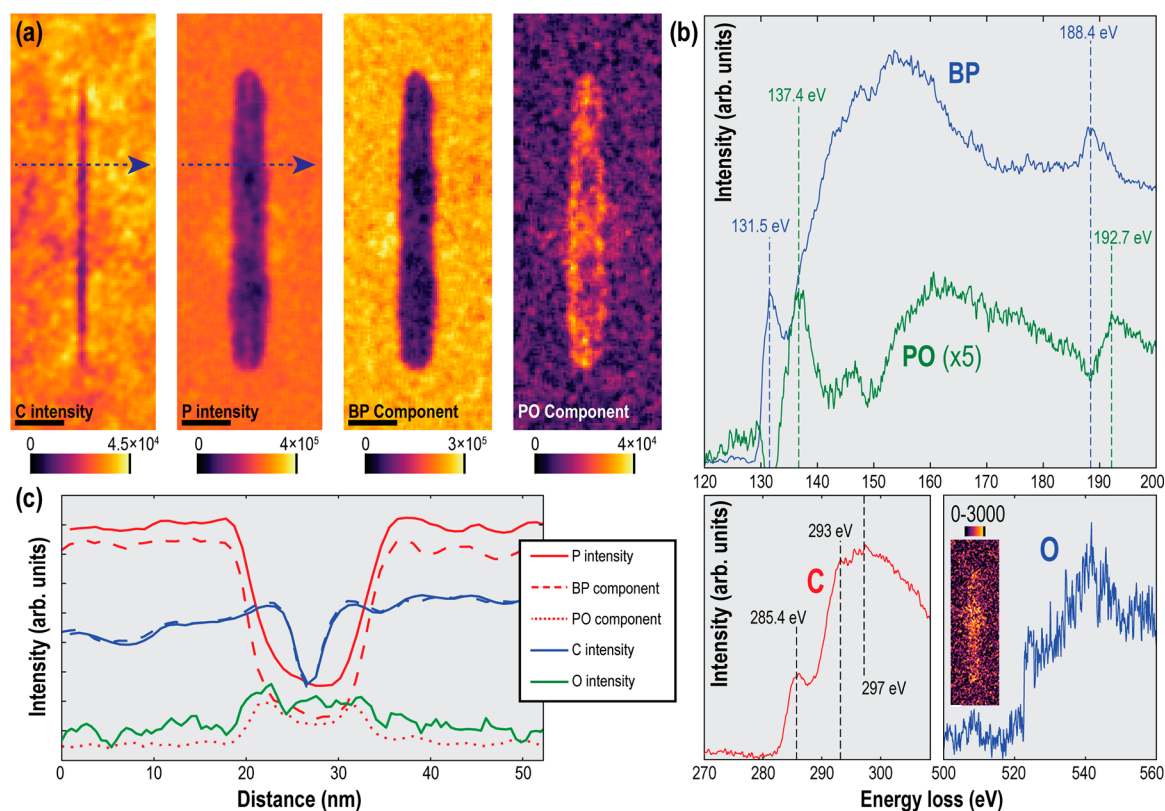 (a)
C intensity
P intensity
BP Component
PO Component
0
4.5×10⁴
0
4×10⁵
0
3×10⁵
0
4×10⁴
(b)
Intensity (arb. units)
188.4 eV
BP
137.4 eV
131.5 eV
192.7 eV
PO (x5)
120 130 140 150 160 170 180 190 200
(c)
Intensity (arb. units)
P intensity
BP component
PO component
C intensity
O intensity
0 10 20 30 40 50
Distance (nm)
Intensity (arb. units)
C
293 eV
285.4 eV
297 eV
270 280 290 300
0-3000
O
500 520 540 560
Energy loss (eV)